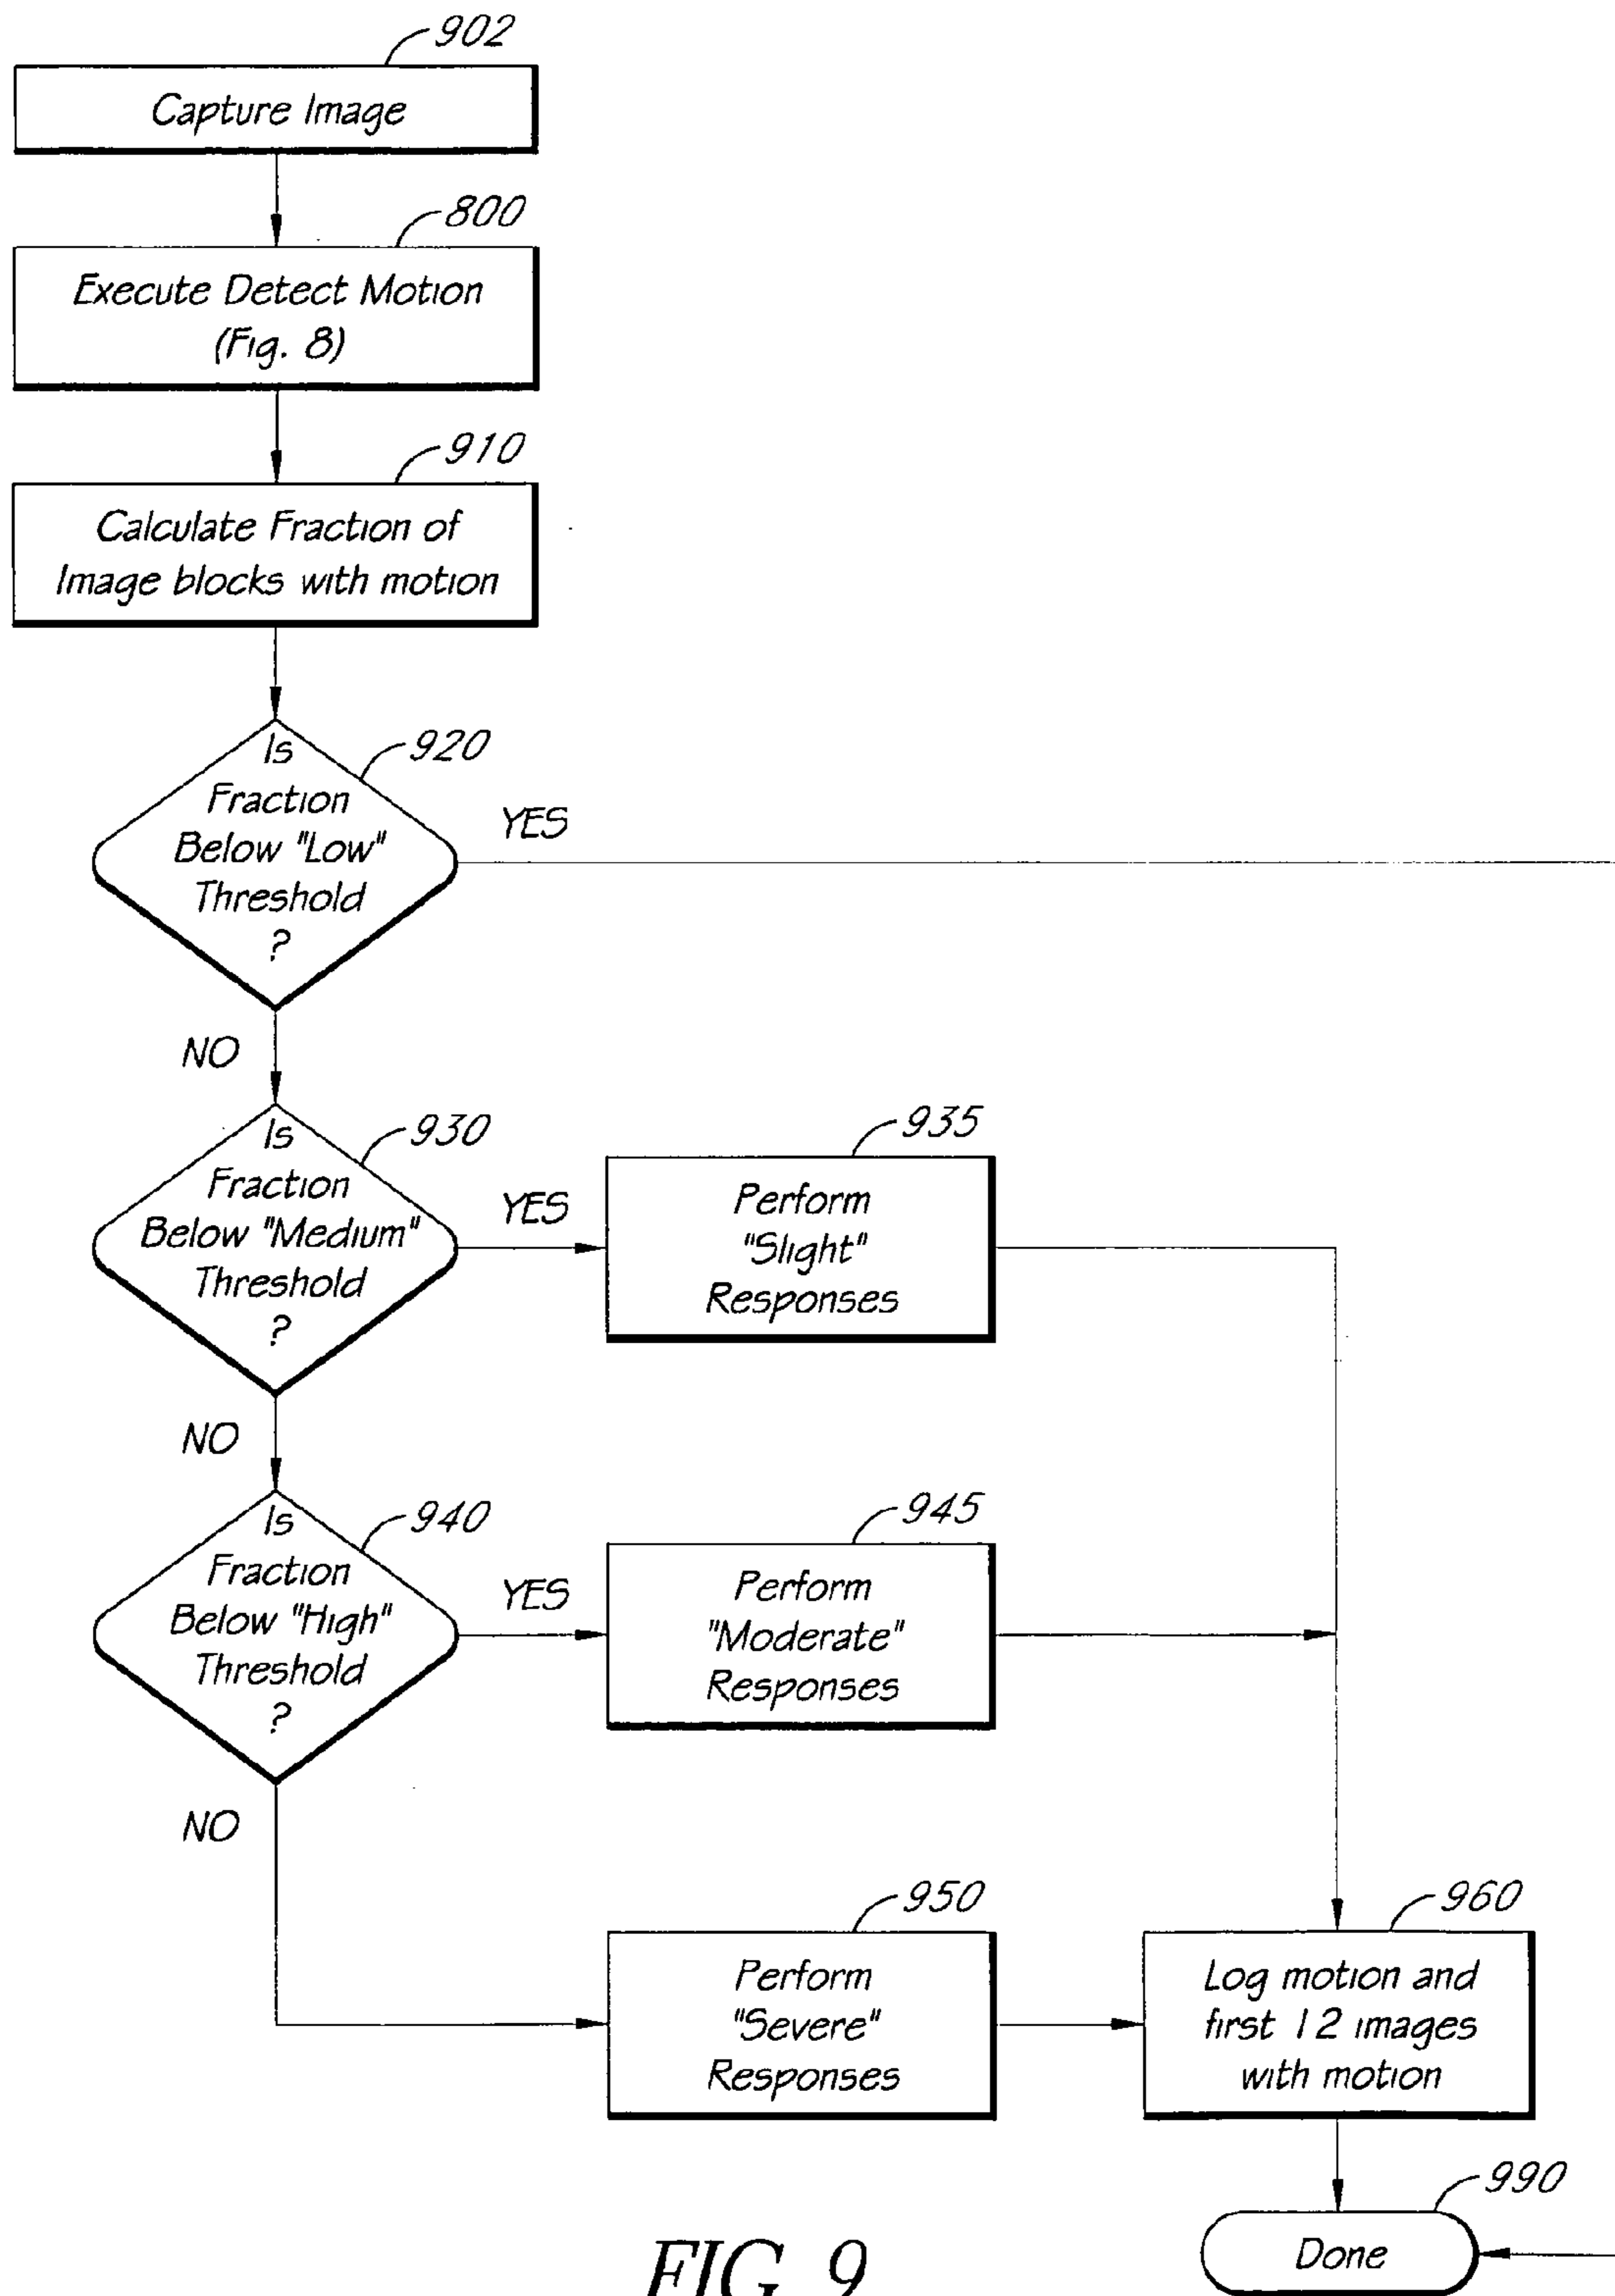 902
Capture Image
800
Execute Detect Motion
(Fig. 8)
910
Calculate Fraction of
Image blocks with motion
920
Is
Fraction
Below "Low"
Threshold
?
YES
NO
930
Is
Fraction
Below "Medium"
Threshold
?
YES
935
Perform
"Slight"
Responses
NO
940
Is
Fraction
Below "High"
Threshold
?
YES
945
Perform
"Moderate"
Responses
NO
950
Perform
"Severe"
Responses
960
Log motion and
first 12 images
with motion
990
Done
FIG. 9